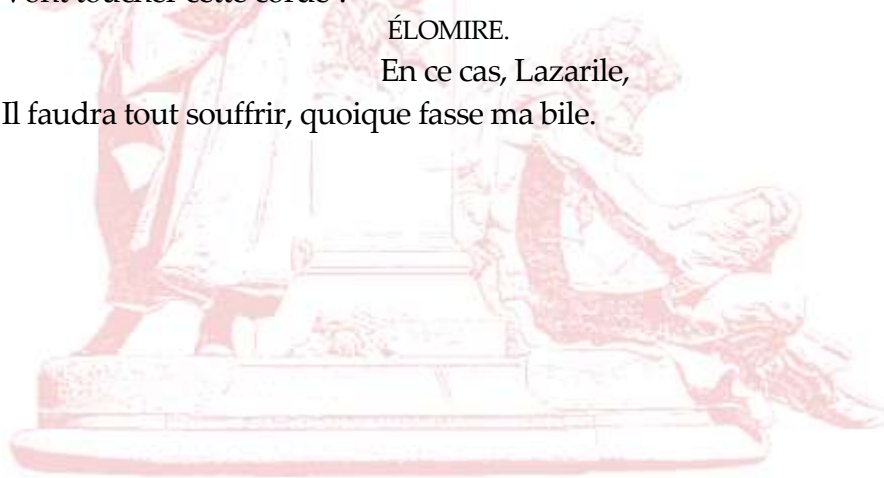 ÉLOMIRE.
En ce cas, Lazarile,
Il faudra tout souffrir, quoique fasse ma bile.